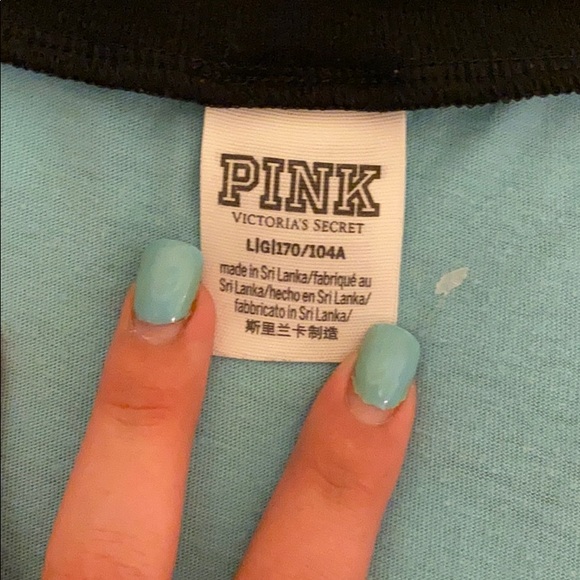 PINK
VICTORIA'S SECRET
L|G|170/104A
made in Sri Lanka/fabriqué au
Sri Lanka/hecho en Sri Lanka/
fabbricato in Sri Lanka/
斯里兰卡制造